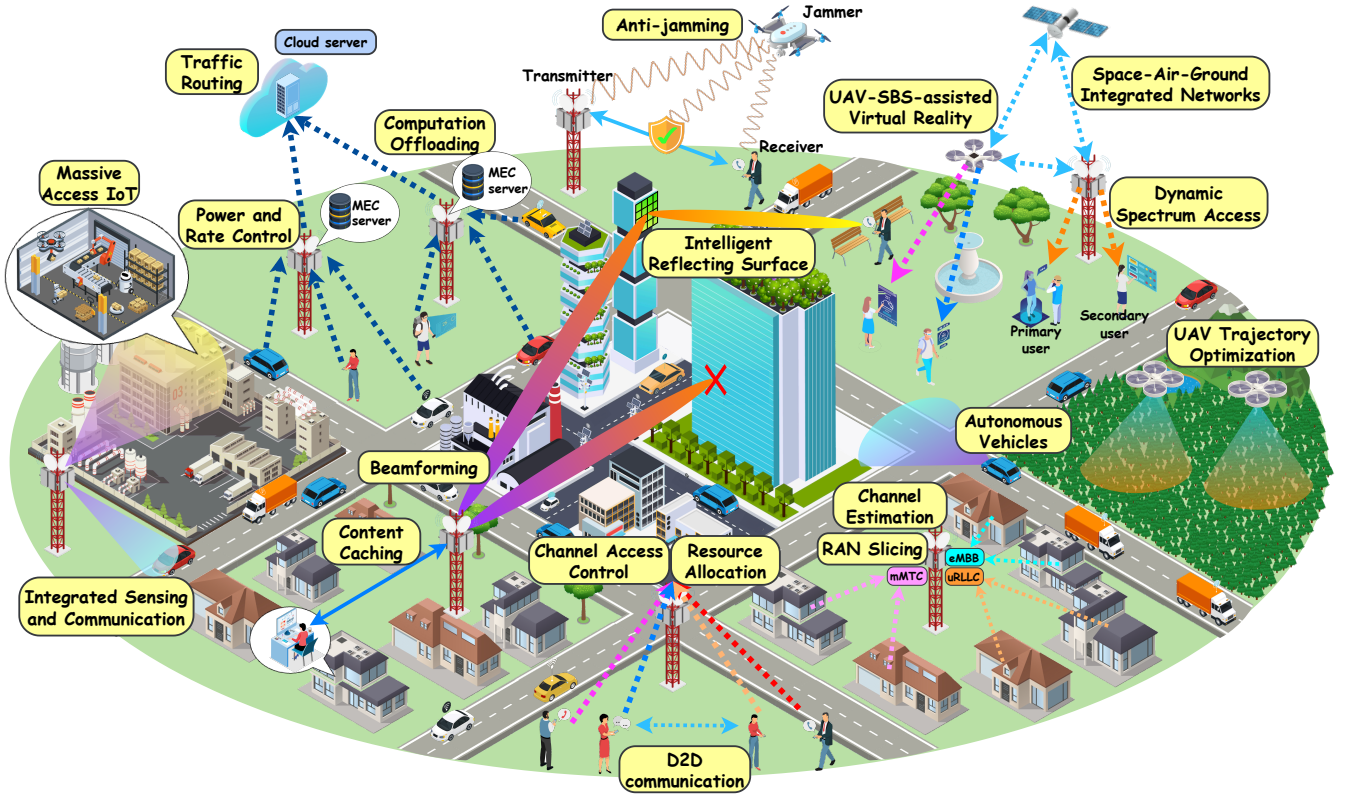 Anti-jamming
Jammer
Cloud server
Traffic
Routing
Transmitter
Space-Air-Ground
Integrated Networks
UAV-SBS-assisted
Virtual Reality
Computation
Offloading
Receiver
MEC
server
Massive
Access IoT
Dynamic
Spectrum Access
Power and
Rate Control
MEC
server
Intelligent
Reflecting Surface
Primary
user
Secondary
user
UAV Trajectory
Optimization
03
Autonomous
Vehicles
Beamforming
Channel
Estimation
Content
Caching
Channel Access
Control
Resource
Allocation
RAN Slicing
eMBB
mMTC
uRLLC
Integrated Sensing
and Communication
D2D
communication